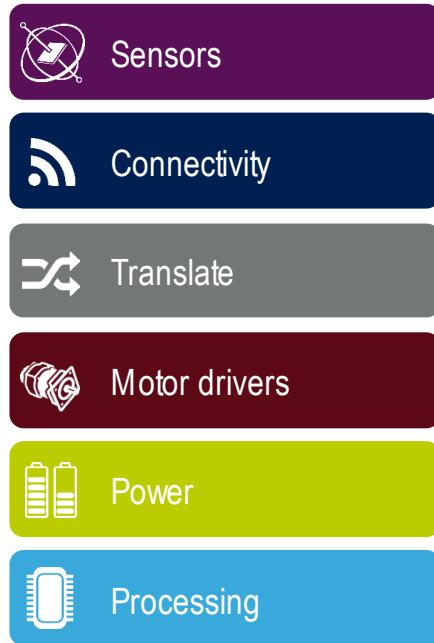 Sensors
Connectivity
Translate
Motor drivers
Power
Processing